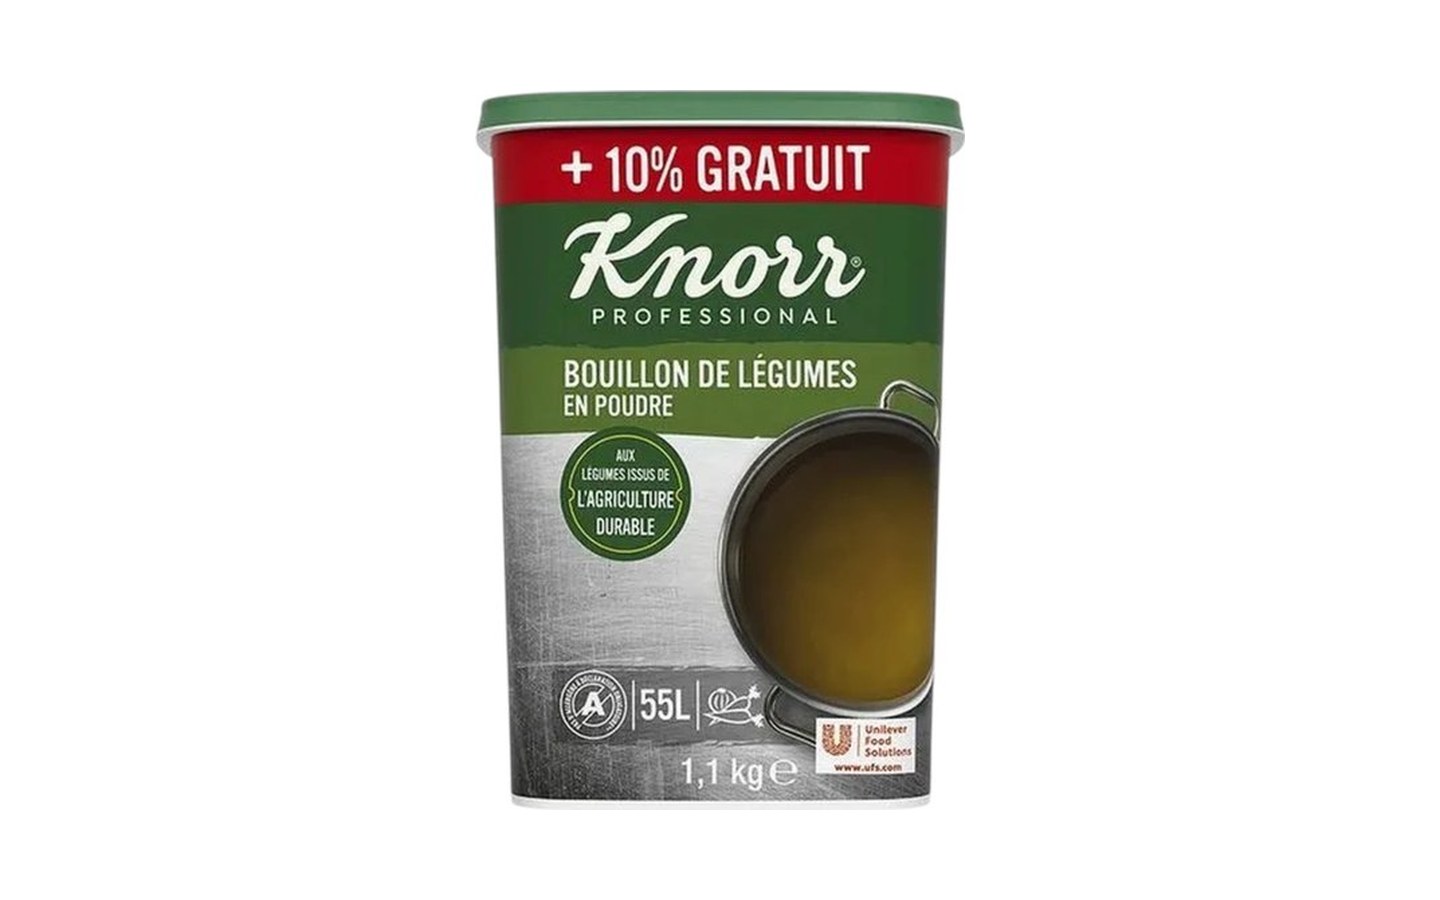 + 10% GRATUIT
Knorr®
PROFESSIONAL
BOUILLON DE LÉGUMES
EN POUDRE
AUX
LÉGUMES ISSUS DE
L'AGRICULTURE
DURABLE
A
55L
Unilever
Food
Solutions
www.ufs.com
1,1 kg ℮